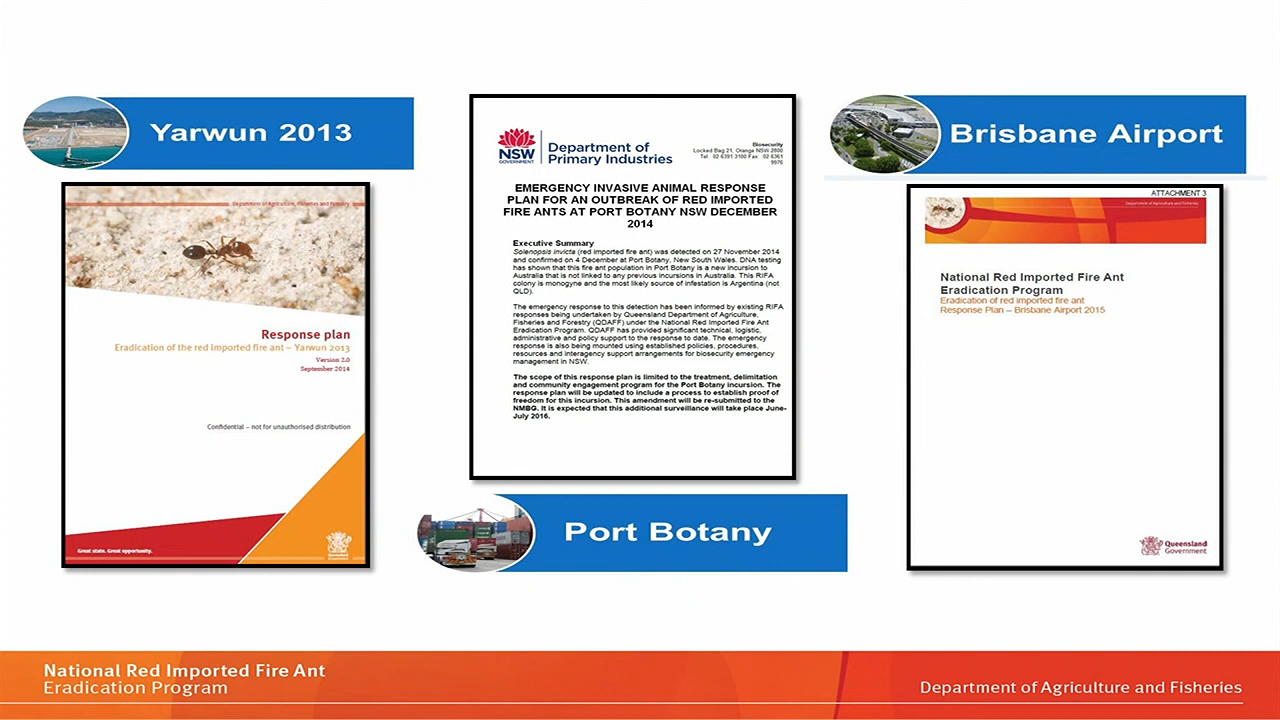 Yarwun 2013
Department of Agriculture, Fisheries and Forestry
Response plan
Eradication of the red imported fire ant – Yarwun 2013
Version 2.0
September 2014
Confidential – not for unauthorised distribution
Great state. Great opportunity.
Queensland
Government
NSW
GOVERNMENT
Department of
Primary Industries
Biosecurity
Locked Bag 21, Orange NSW 2800
Tel: 02 6391 3100 Fax: 02 6361
9976
EMERGENCY INVASIVE ANIMAL RESPONSE
PLAN FOR AN OUTBREAK OF RED IMPORTED
FIRE ANTS AT PORT BOTANY NSW DECEMBER
2014
Executive Summary
Solenopsis invicta (red imported fire ant) was detected on 27 November 2014
and confirmed on 4 December at Port Botany, New South Wales. DNA testing
has shown that this fire ant population in Port Botany is a new incursion to
Australia that is not linked to any previous incursions in Australia. This RIFA
colony is monogyne and the most likely source of infestation is Argentina (not
QLD).
The emergency response to this detection has been informed by existing RIFA
responses being undertaken by Queensland Department of Agriculture,
Fisheries and Forestry (QDAFF) under the National Red Imported Fire Ant
Eradication Program. QDAFF has provided significant technical, logistic,
administrative and policy support to the response to date. The emergency
response is also being mounted using established policies, procedures,
resources and interagency support arrangements for biosecurity emergency
management in NSW.
The scope of this response plan is limited to the treatment, delimitation
and community engagement program for the Port Botany incursion. The
response plan will be updated to include a process to establish proof of
freedom for this incursion. This amendment will be re-submitted to the
NMBG. It is expected that this additional surveillance will take place June-
July 2016.
Port Botany
Brisbane Airport
ATTACHMENT 3
Department of Agriculture and Fisheries
National Red Imported Fire Ant
Eradication Program
Eradication of red imported fire ant
Response Plan – Brisbane Airport 2015
Queensland
Government
National Red Imported Fire Ant
Eradication Program
Department of Agriculture and Fisheries